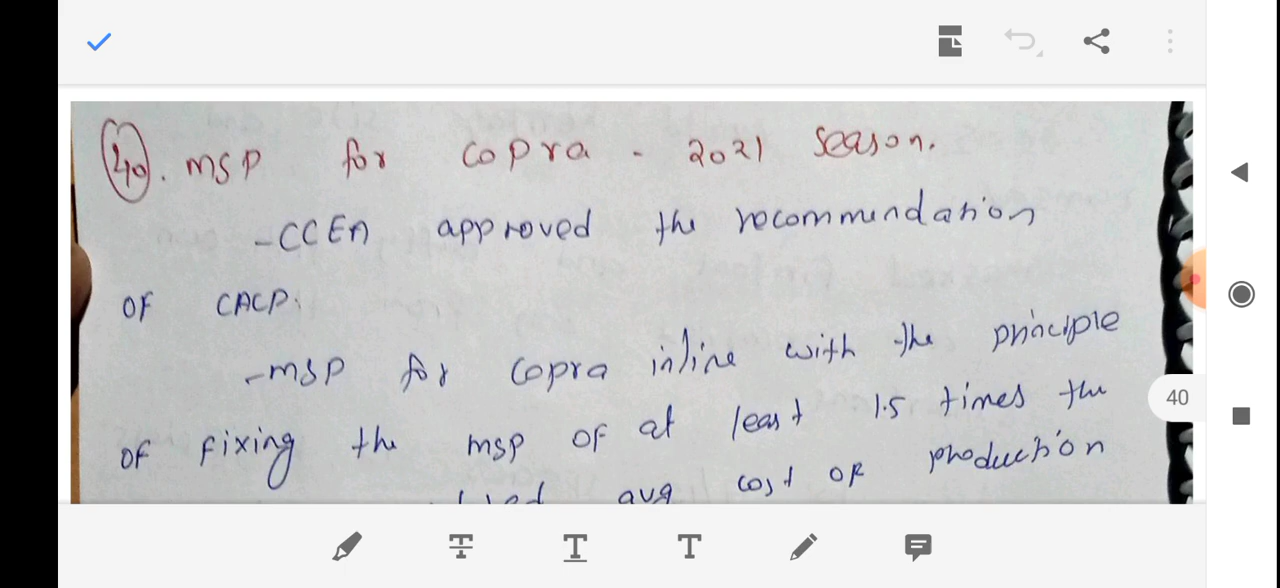 40. MSP for Copra - 2021 Season.
- CCEA approved the recommendation
OF CACP.
- MSP for Copra inline with the principle
of fixing the MSP OF at least 1.5 times the
avg cost OF production
40
T T T